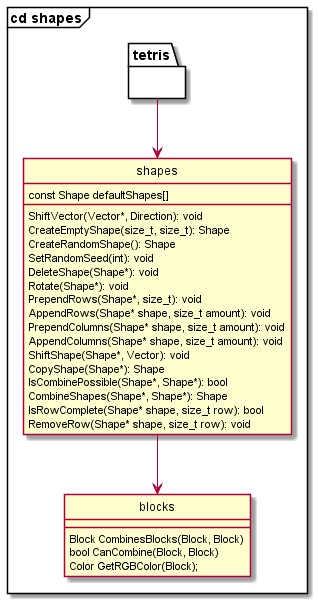 cd shapes
tetris
shapes
const Shape defaultShapes[]
ShiftVector(Vector*, Direction): void
CreateEmptyShape(size_t, size_t): Shape
CreateRandomShape(): Shape
SetRandomSeed(int): void
DeleteShape(Shape*): void
Rotate(Shape*): void
PrependRows(Shape*, size_t): void
AppendRows(Shape* shape, size_t amount): void
PrependColumns(Shape* shape, size_t amount): void
AppendColumns(Shape* shape, size_t amount): void
ShiftShape(Shape*, Vector): void
CopyShape(Shape*): Shape
IsCombinePossible(Shape*, Shape*): bool
CombineShapes(Shape*, Shape*): Shape
IsRowComplete(Shape* shape, size_t row): bool
RemoveRow(Shape* shape, size_t row): void
blocks
Block CombinesBlocks(Block, Block)
bool CanCombine(Block, Block)
Color GetRGBColor(Block);